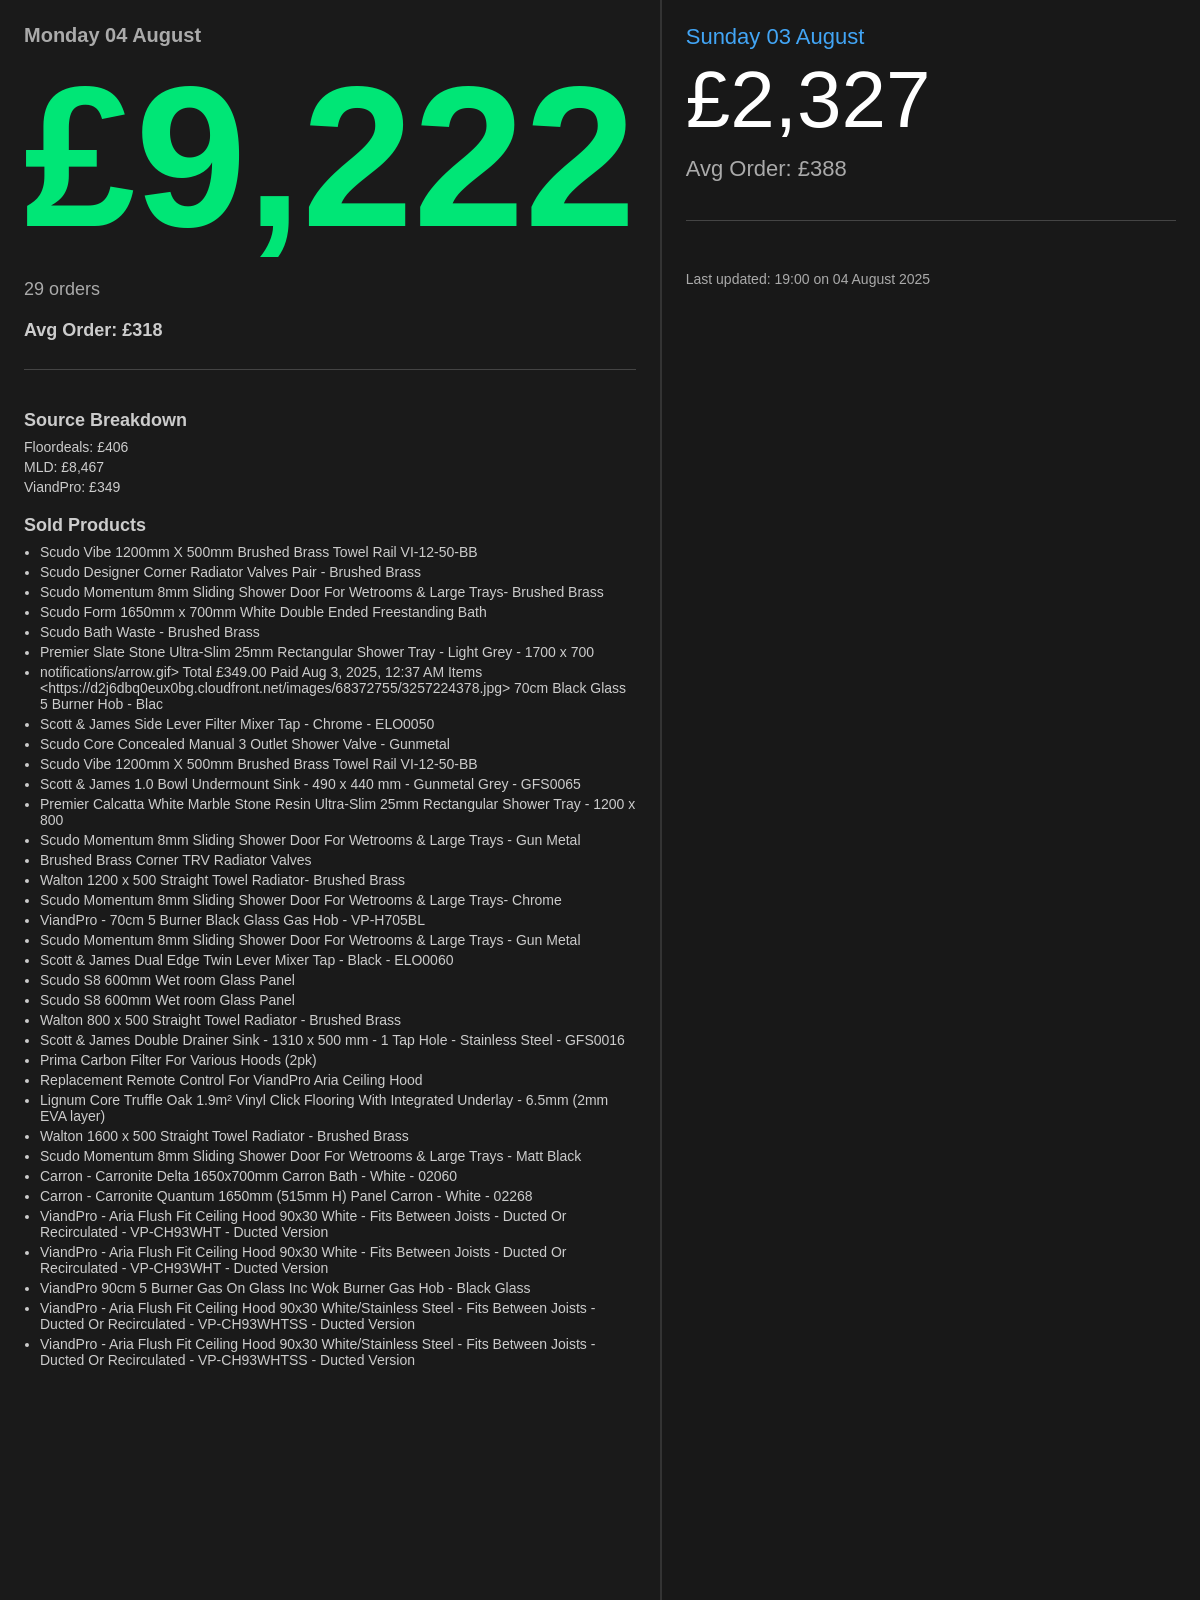 Monday 04 August
£9,222
29 orders
Avg Order: £318
Source Breakdown
Floordeals: £406
MLD: £8,467
ViandPro: £349
Sold Products
• Scudo Vibe 1200mm X 500mm Brushed Brass Towel Rail VI-12-50-BB
• Scudo Designer Corner Radiator Valves Pair - Brushed Brass
• Scudo Momentum 8mm Sliding Shower Door For Wetrooms & Large Trays- Brushed Brass
• Scudo Form 1650mm x 700mm White Double Ended Freestanding Bath
• Scudo Bath Waste - Brushed Brass
• Premier Slate Stone Ultra-Slim 25mm Rectangular Shower Tray - Light Grey - 1700 x 700
• notifications/arrow.gif> Total £349.00 Paid Aug 3, 2025, 12:37 AM Items
<https://d2j6dbq0eux0bg.cloudfront.net/images/68372755/3257224378.jpg> 70cm Black Glass
5 Burner Hob - Blac
• Scott & James Side Lever Filter Mixer Tap - Chrome - ELO0050
• Scudo Core Concealed Manual 3 Outlet Shower Valve - Gunmetal
• Scudo Vibe 1200mm X 500mm Brushed Brass Towel Rail VI-12-50-BB
• Scott & James 1.0 Bowl Undermount Sink - 490 x 440 mm - Gunmetal Grey - GFS0065
• Premier Calcatta White Marble Stone Resin Ultra-Slim 25mm Rectangular Shower Tray - 1200 x
800
• Scudo Momentum 8mm Sliding Shower Door For Wetrooms & Large Trays - Gun Metal
• Brushed Brass Corner TRV Radiator Valves
• Walton 1200 x 500 Straight Towel Radiator- Brushed Brass
• Scudo Momentum 8mm Sliding Shower Door For Wetrooms & Large Trays- Chrome
• ViandPro - 70cm 5 Burner Black Glass Gas Hob - VP-H705BL
• Scudo Momentum 8mm Sliding Shower Door For Wetrooms & Large Trays - Gun Metal
• Scott & James Dual Edge Twin Lever Mixer Tap - Black - ELO0060
• Scudo S8 600mm Wet room Glass Panel
• Scudo S8 600mm Wet room Glass Panel
• Walton 800 x 500 Straight Towel Radiator - Brushed Brass
• Scott & James Double Drainer Sink - 1310 x 500 mm - 1 Tap Hole - Stainless Steel - GFS0016
• Prima Carbon Filter For Various Hoods (2pk)
• Replacement Remote Control For ViandPro Aria Ceiling Hood
• Lignum Core Truffle Oak 1.9m² Vinyl Click Flooring With Integrated Underlay - 6.5mm (2mm
EVA layer)
• Walton 1600 x 500 Straight Towel Radiator - Brushed Brass
• Scudo Momentum 8mm Sliding Shower Door For Wetrooms & Large Trays - Matt Black
• Carron - Carronite Delta 1650x700mm Carron Bath - White - 02060
• Carron - Carronite Quantum 1650mm (515mm H) Panel Carron - White - 02268
• ViandPro - Aria Flush Fit Ceiling Hood 90x30 White - Fits Between Joists - Ducted Or
Recirculated - VP-CH93WHT - Ducted Version
• ViandPro - Aria Flush Fit Ceiling Hood 90x30 White - Fits Between Joists - Ducted Or
Recirculated - VP-CH93WHT - Ducted Version
• ViandPro 90cm 5 Burner Gas On Glass Inc Wok Burner Gas Hob - Black Glass
• ViandPro - Aria Flush Fit Ceiling Hood 90x30 White/Stainless Steel - Fits Between Joists -
Ducted Or Recirculated - VP-CH93WHTSS - Ducted Version
• ViandPro - Aria Flush Fit Ceiling Hood 90x30 White/Stainless Steel - Fits Between Joists -
Ducted Or Recirculated - VP-CH93WHTSS - Ducted Version
Sunday 03 August
£2,327
Avg Order: £388
Last updated: 19:00 on 04 August 2025